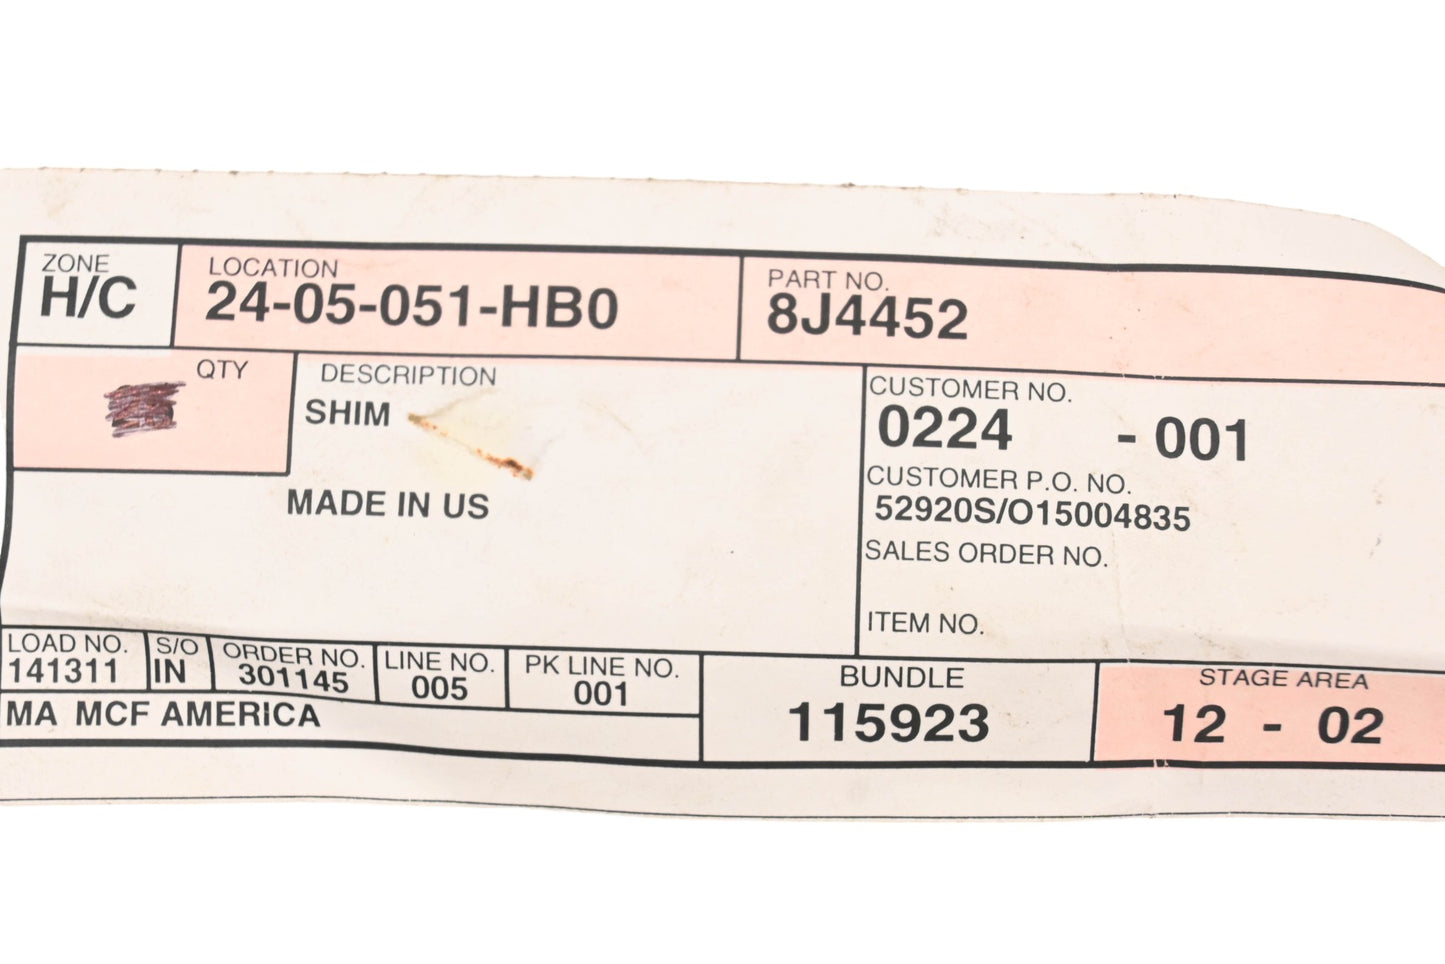 ZONE LOCATION PART NO.
H/C 24-05-051-HB0 8J4452
QTY DESCRIPTION CUSTOMER NO.
SHIM 0224 - 001
CUSTOMER P.O. NO.
MADE IN US 52920S/O15004835
SALES ORDER NO.
ITEM NO.
LOAD NO. S/O ORDER NO. LINE NO. PK LINE NO. BUNDLE STAGE AREA
141311 IN 301145 005 001 115923 12 - 02
MA MCF AMERICA